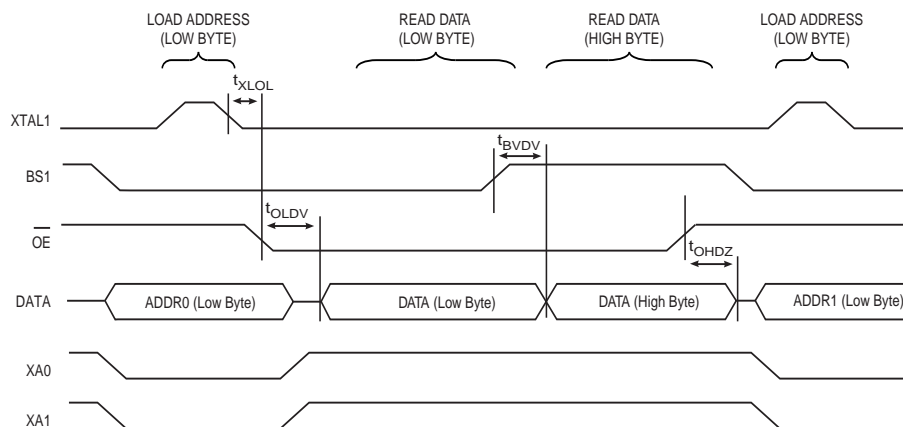 LOAD ADDRESS
(LOW BYTE)
READ DATA
(LOW BYTE)
READ DATA
(HIGH BYTE)
LOAD ADDRESS
(LOW BYTE)
tXLOL
XTAL1
tBVDV
BS1
tOLDV
OE
tOHDZ
DATA
ADDR0 (Low Byte)
DATA (Low Byte)
DATA (High Byte)
ADDR1 (Low Byte)
XA0
XA1